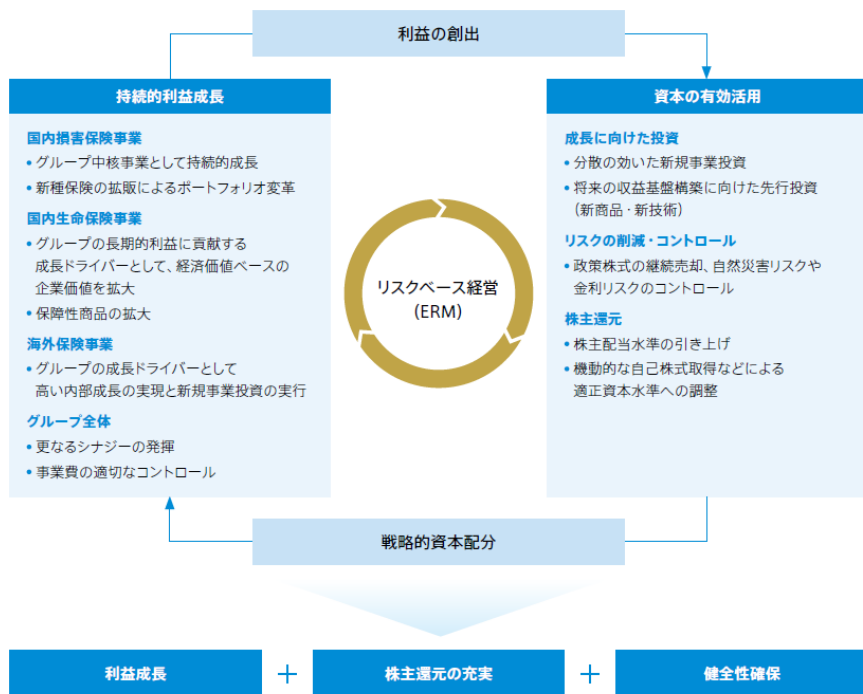 利益の創出
持続的利益成長
国内損害保険事業
• グループ中核事業として持続的成長
• 新種保険の拡販によるポートフォリオ変革
国内生命保険事業
• グループの長期的利益に貢献する
成長ドライバーとして、経済価値ベースの
企業価値を拡大
• 保障性商品の拡大
海外保険事業
• グループの成長ドライバーとして
高い内部成長の実現と新規事業投資の実行
グループ全体
• 更なるシナジーの発揮
• 事業費の適切なコントロール
リスクベース経営
(ERM)
資本の有効活用
成長に向けた投資
• 分散の効いた新規事業投資
• 将来の収益基盤構築に向けた先行投資
(新商品・新技術)
リスクの削減・コントロール
• 政策株式の継続売却、自然災害リスクや
金利リスクのコントロール
株主還元
• 株主配当水準の引き上げ
• 機動的な自己株式取得などによる
適正資本水準への調整
戦略的資本配分
利益成長 + 株主還元の充実 + 健全性確保